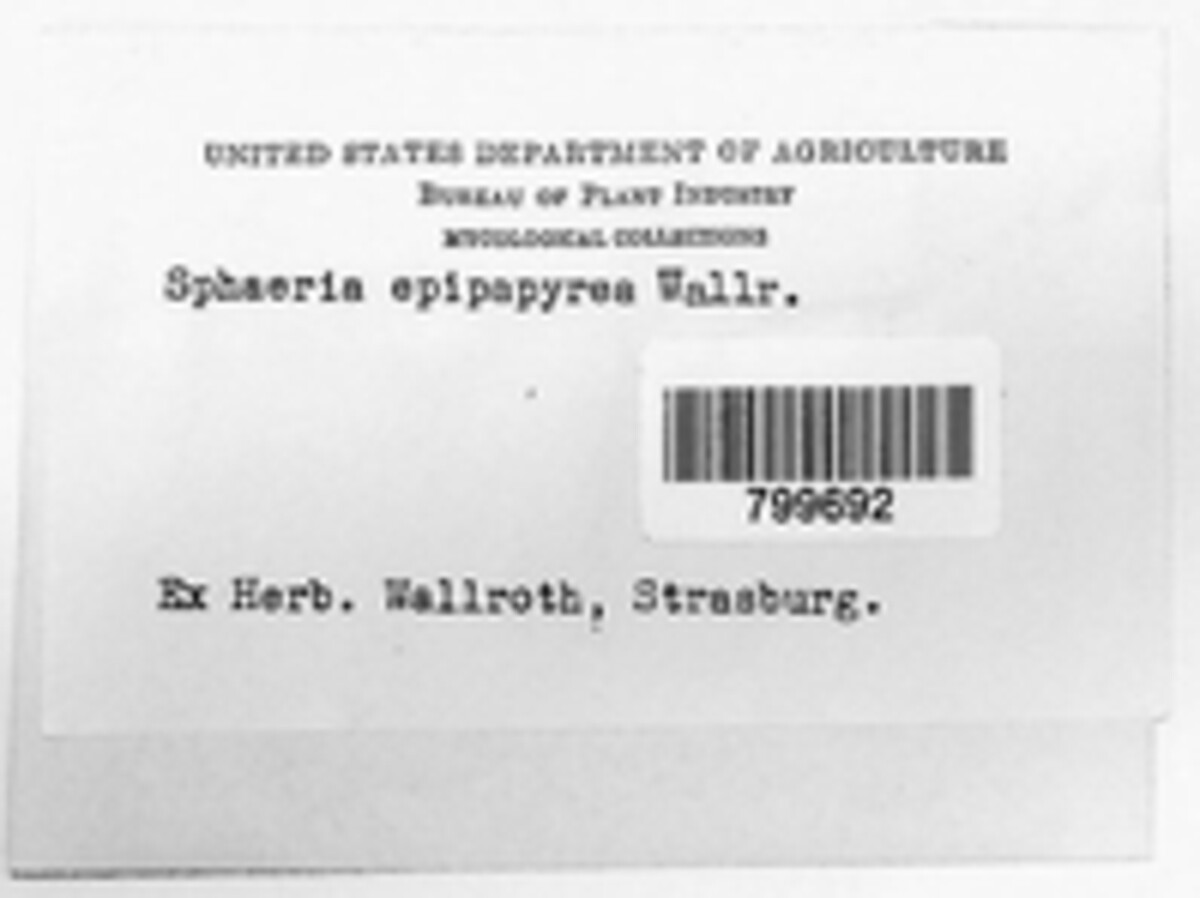 UNITED STATES DEPARTMENT OF AGRICULTURE
BUREAU OF PLANT INDUSTRY
MYCOLOGICAL COLLECTIONS
Sphaeria epipapyrea Wallr.
799692
Ex Herb. Wallroth, Strasburg.